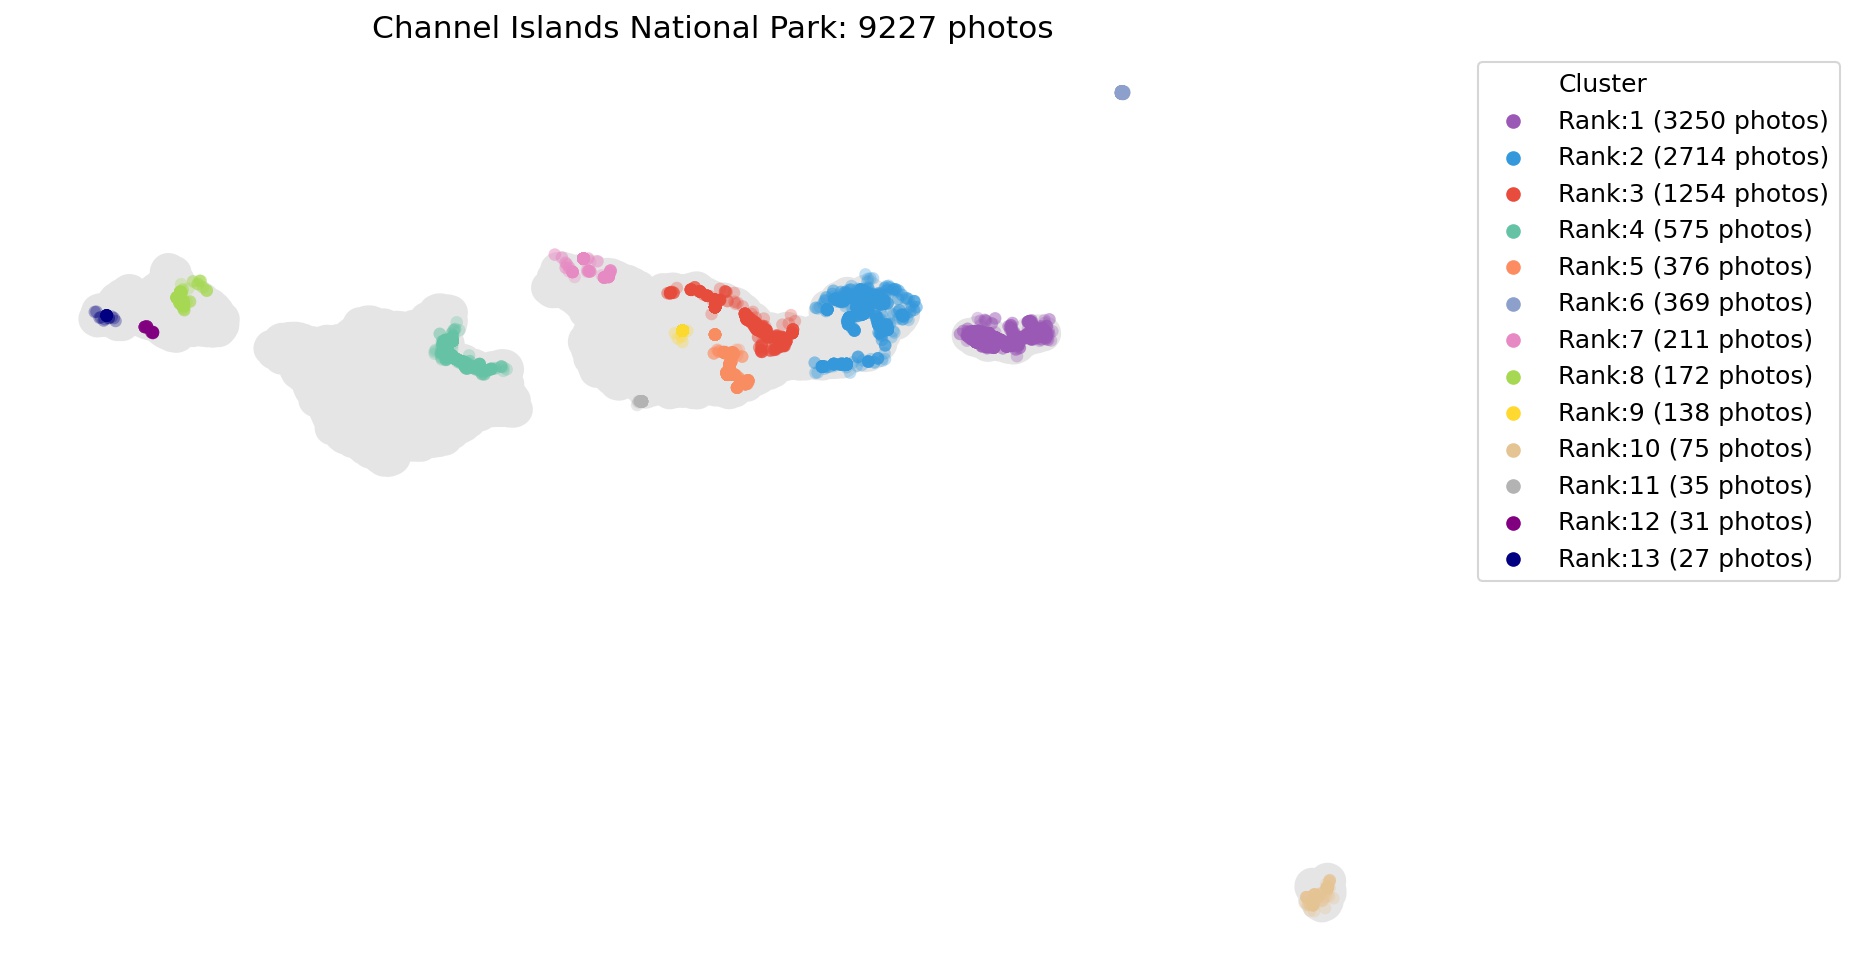 Channel Islands National Park: 9227 photos
Cluster
Rank:1 (3250 photos)
Rank:2 (2714 photos)
Rank:3 (1254 photos)
Rank:4 (575 photos)
Rank:5 (376 photos)
Rank:6 (369 photos)
Rank:7 (211 photos)
Rank:8 (172 photos)
Rank:9 (138 photos)
Rank:10 (75 photos)
Rank:11 (35 photos)
Rank:12 (31 photos)
Rank:13 (27 photos)